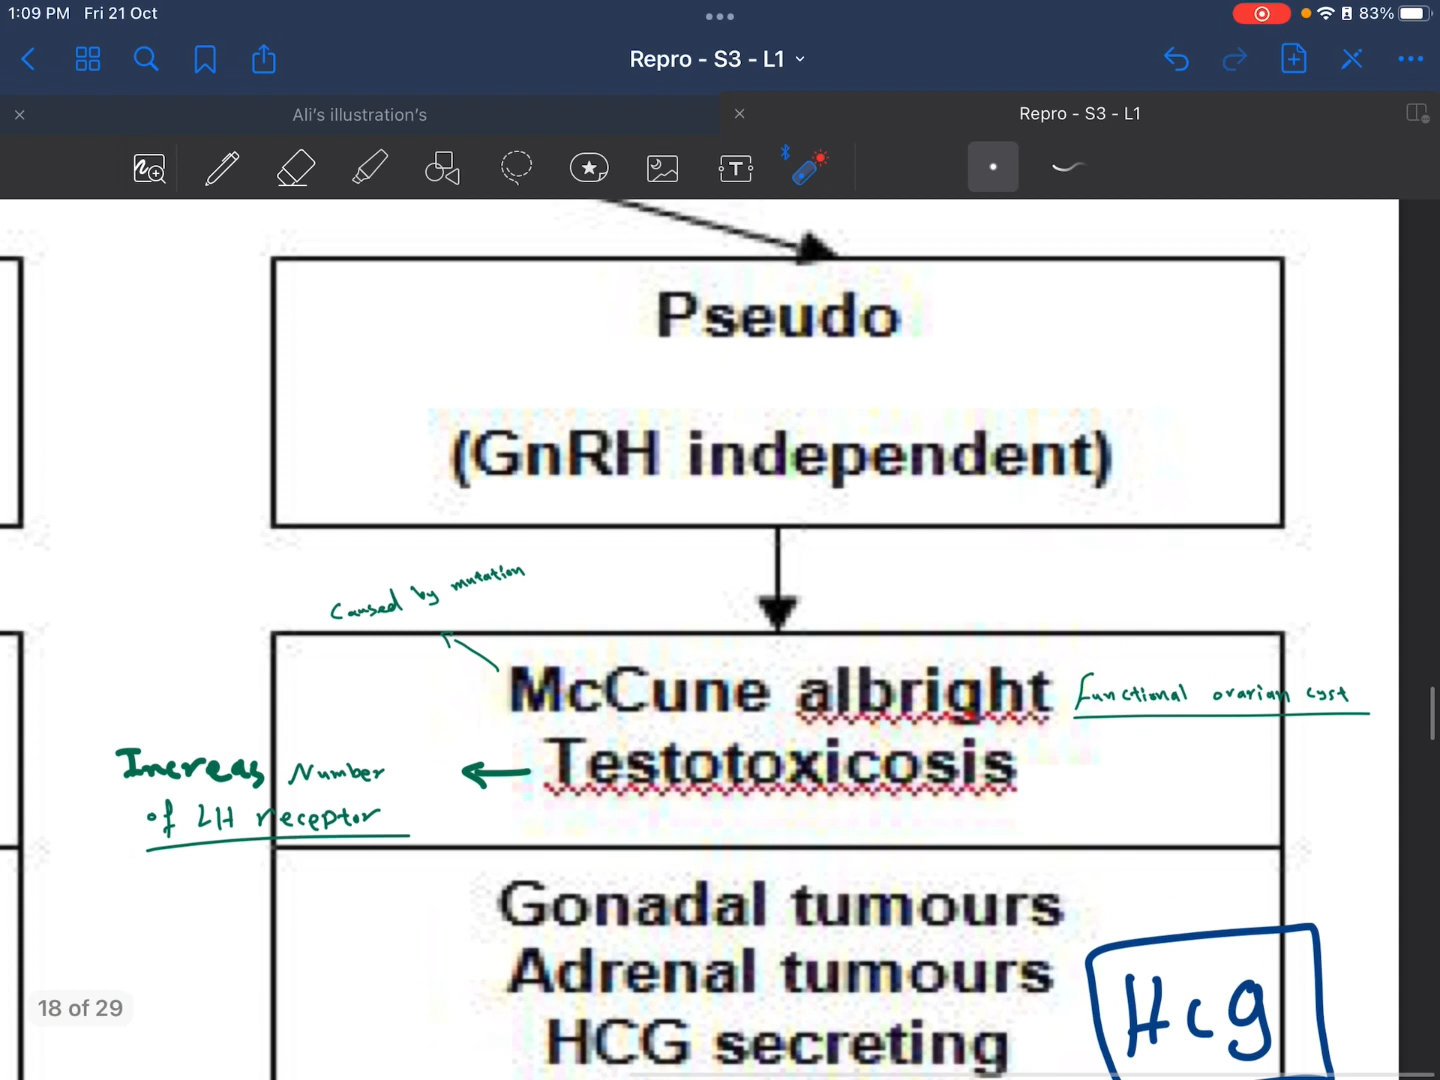 1:09 PM Fri 21 Oct
83%
Repro - S3 - L1
Ali's illustration's
Repro - S3 - L1
T
Pseudo
(GnRH independent)
Caused by mutation
McCune albright
Functional ovarian cyst
Testotoxicosis
Increas Number
of LH receptor
Gonadal tumours
Adrenal tumours
HCG secreting
Hcg
18 of 29